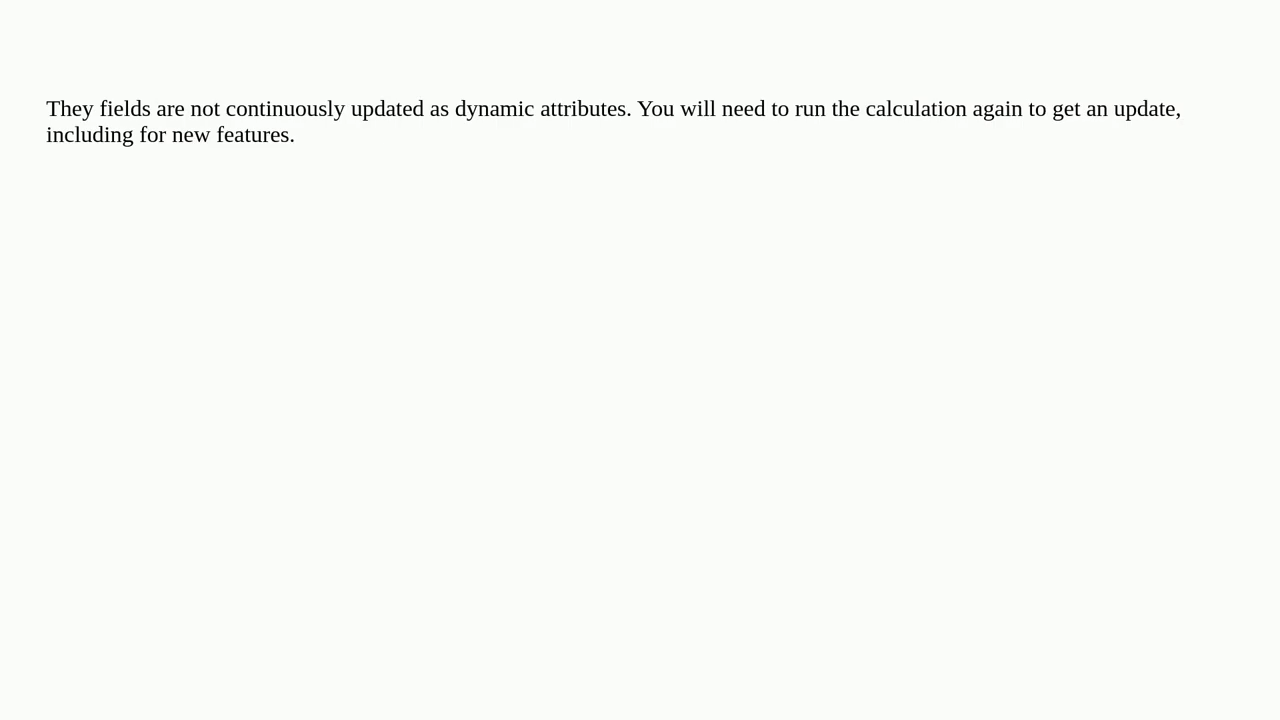 They fields are not continuously updated as dynamic attributes. You will need to run the calculation again to get an update,
including for new features.